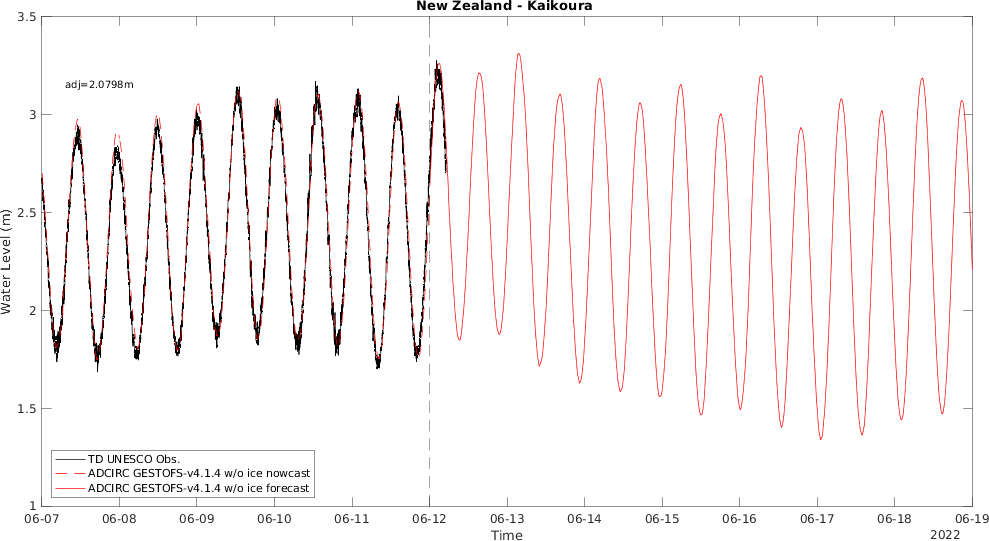 New Zealand - Kaikoura
adj=2.0798m
Water Level (m)
3.5
3
2.5
2
1.5
1
TD UNESCO Obs.
ADCIRC GESTOFS-v4.1.4 w/o ice nowcast
ADCIRC GESTOFS-v4.1.4 w/o ice forecast
06-07 06-08 06-09 06-10 06-11 06-12 06-13 06-14 06-15 06-16 06-17 06-18 06-19
Time
2022